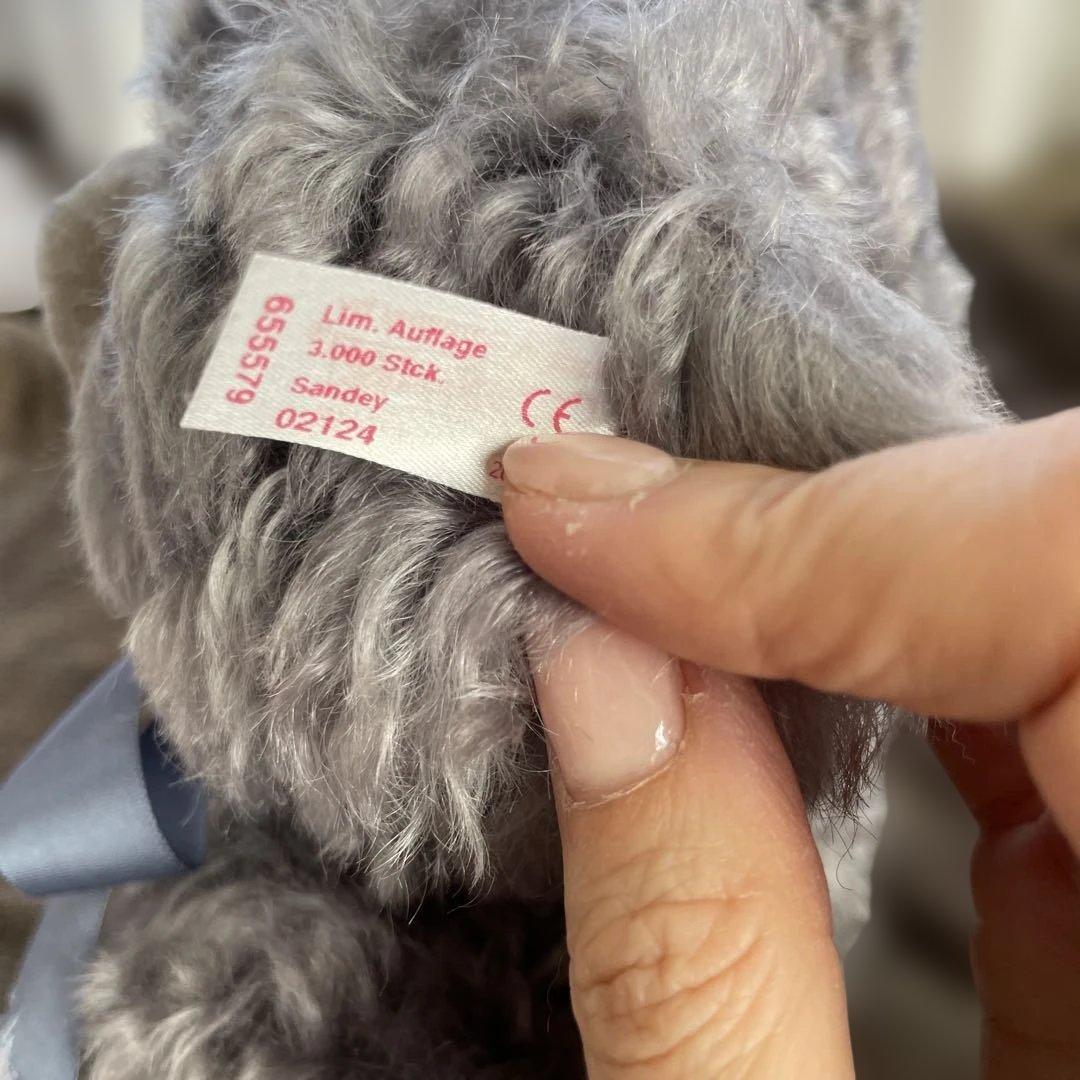 655579
Lim. Auflage
3.000 Stck.
Sandey
02124
CE